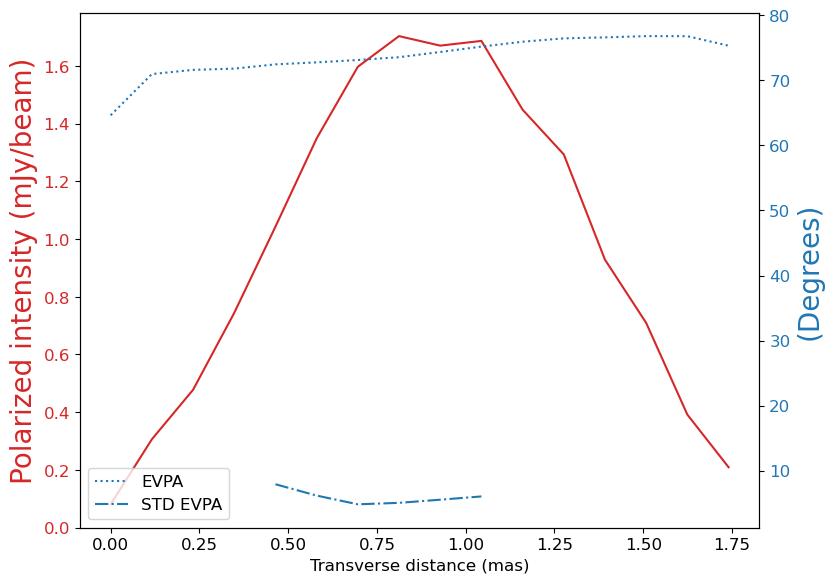 Polarized intensity (mJy/beam)
1.6
1.4
1.2
1.0
0.8
0.6
0.4
0.2
0.0
80
70
60
50
40
30
20
10
(Degrees)
EVPA
STD EVPA
0.00 0.25 0.50 0.75 1.00 1.25 1.50 1.75
Transverse distance (mas)